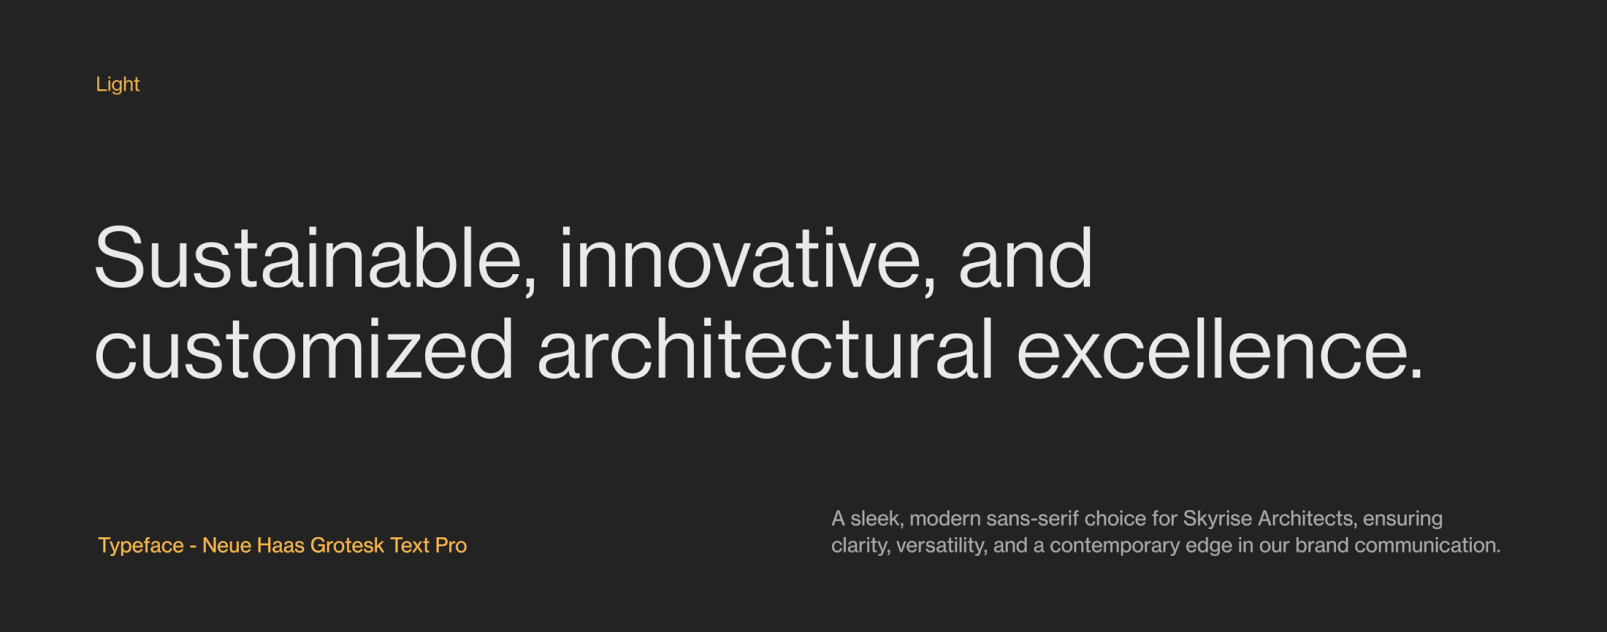 Light
Sustainable, innovative, and
customized architectural excellence.
Typeface - Neue Haas Grotesk Text Pro
A sleek, modern sans-serif choice for Skyrise Architects, ensuring
clarity, versatility, and a contemporary edge in our brand communication.